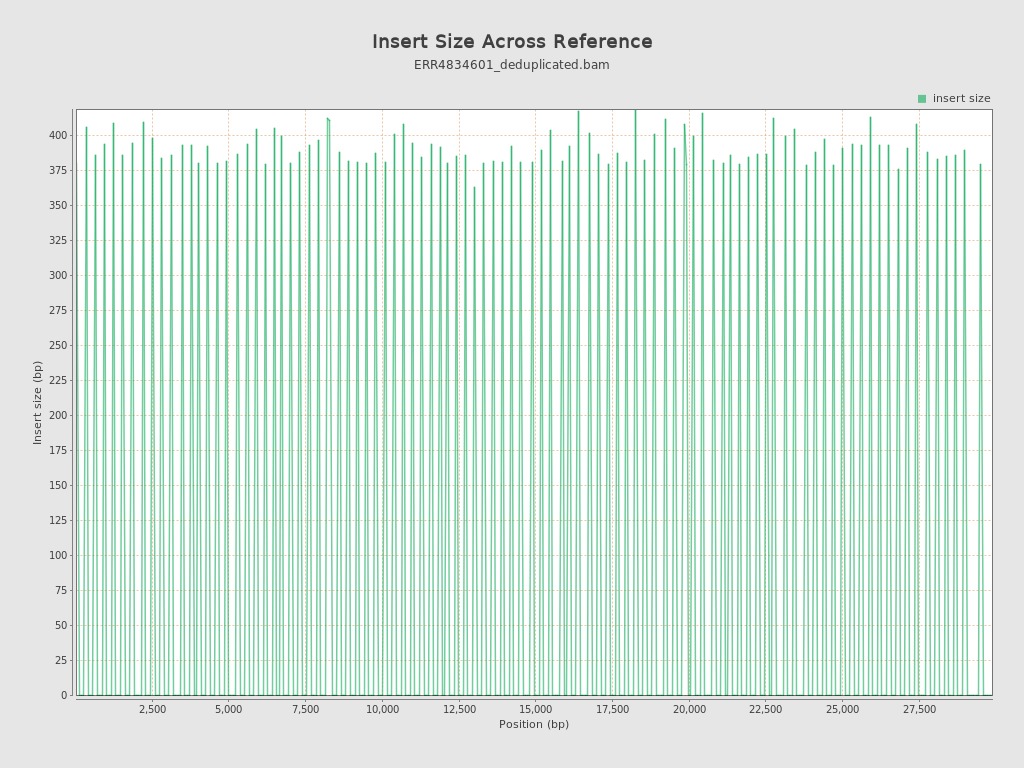 Insert Size Across Reference
ERR4834601_deduplicated.bam
insert size
Insert size (bp)
400
375
350
325
300
275
250
225
200
175
150
125
100
75
50
25
0
2,500 5,000 7,500 10,000 12,500 15,000 17,500 20,000 22,500 25,000 27,500
Position (bp)